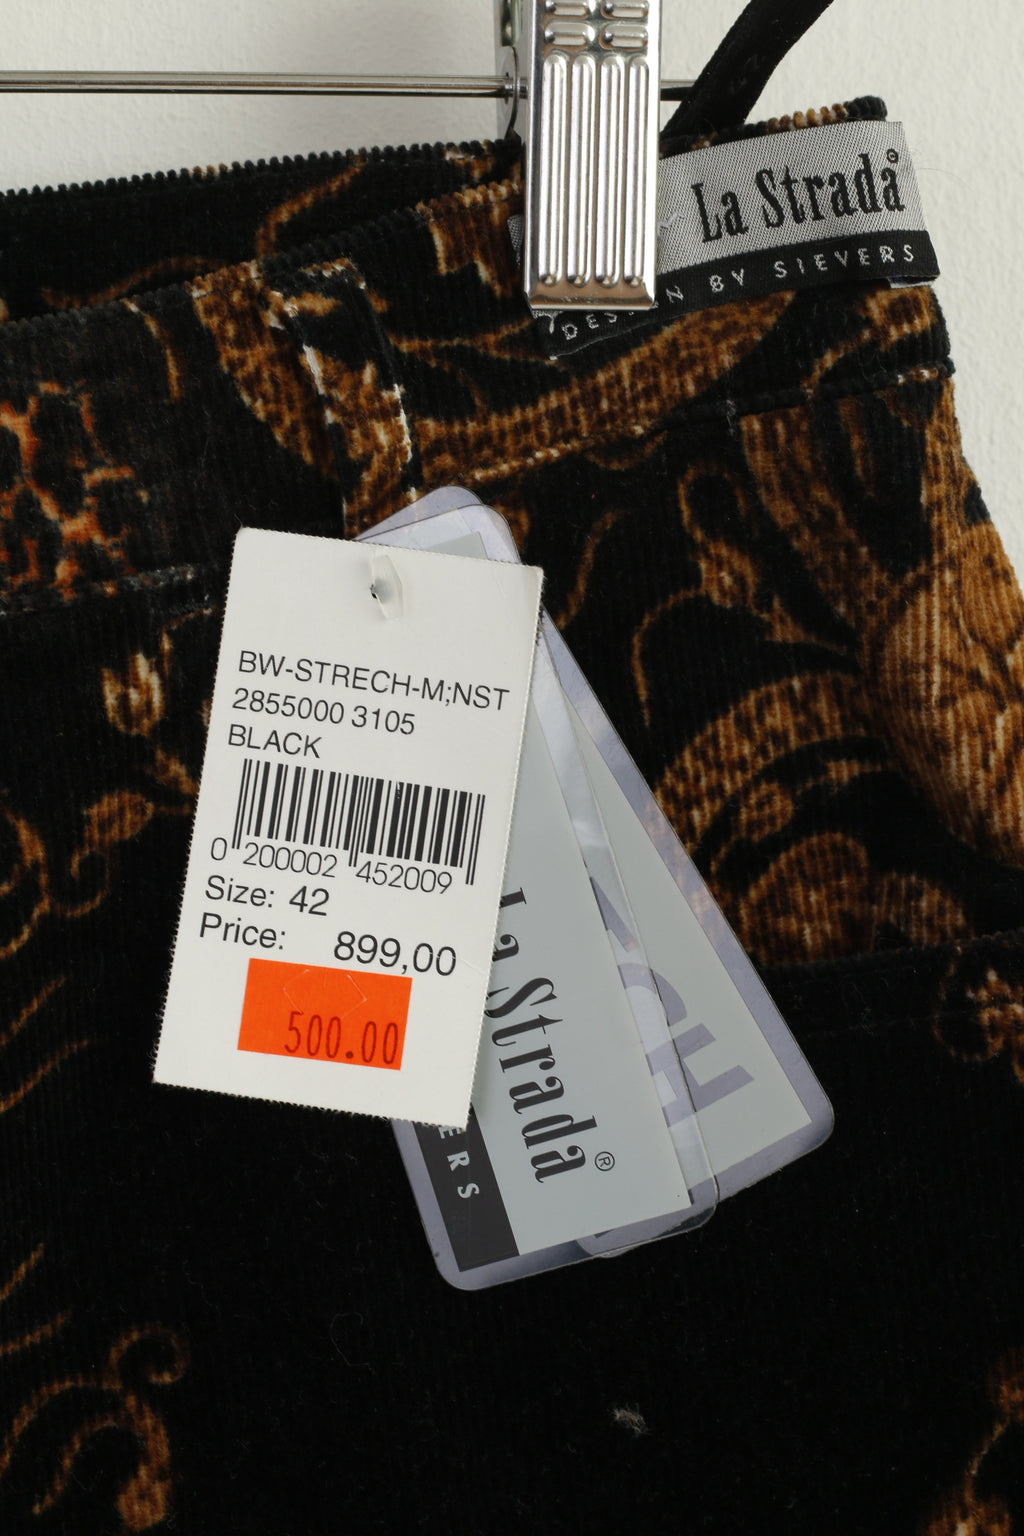 La Strada®
DESIGN BY SIEVERS
BW-STRECH-M;NST
2855000 3105
BLACK
0 200002 452009
Size: 42
Price: 899,00
500.00
La Strada®
ERS